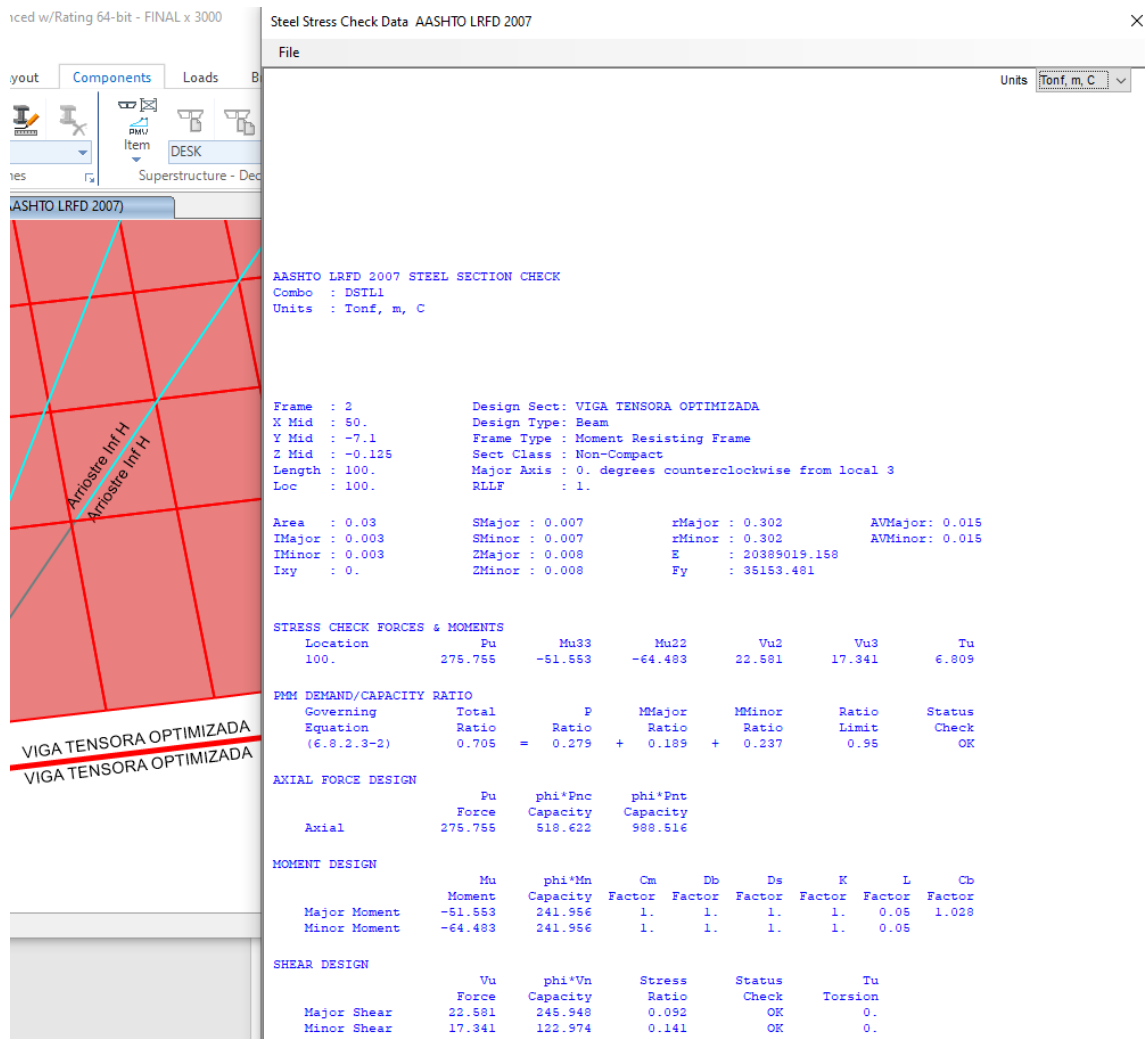 nced w/Rating 64-bit - FINAL x 3000
yout Components Loads B
Item
DESK
nes Superstructure - Dec
AASHTO LRFD 2007)
Arriostre Inf H
Arriostre Inf H
VIGA TENSORA OPTIMIZADA
VIGA TENSORA OPTIMIZADA
Steel Stress Check Data AASHTO LRFD 2007
File
Units Tonf, m, C
AASHTO LRFD 2007 STEEL SECTION CHECK
Combo : DSTL1
Units : Tonf, m, C
Frame : 2 Design Sect: VIGA TENSORA OPTIMIZADA
X Mid : 50. Design Type: Beam
Y Mid : -7.1 Frame Type : Moment Resisting Frame
Z Mid : -0.125 Sect Class : Non-Compact
Length : 100. Major Axis : 0. degrees counterclockwise from local 3
Loc : 100. RLLF : 1.
Area : 0.03 SMajor : 0.007 rMajor : 0.302 AVMajor: 0.015
IMajor : 0.003 SMinor : 0.007 rMinor : 0.302 AVMinor: 0.015
IMinor : 0.003 ZMajor : 0.008 E : 20389019.158
Ixy : 0. ZMinor : 0.008 Fy : 35153.481
STRESS CHECK FORCES & MOMENTS
Location Pu Mu33 Mu22 Vu2 Vu3 Tu
100. 275.755 -51.553 -64.483 22.581 17.341 6.809
PMM DEMAND/CAPACITY RATIO
Governing Total P MMajor MMinor Ratio Status
Equation Ratio Ratio Ratio Ratio Limit Check
(6.8.2.3-2) 0.705 = 0.279 + 0.189 + 0.237 0.95 OK
AXIAL FORCE DESIGN
Pu phi*Pnc phi*Pnt
Force Capacity Capacity
Axial 275.755 518.622 988.516
MOMENT DESIGN
Mu phi*Mn Cm Db Ds K L Cb
Moment Capacity Factor Factor Factor Factor Factor Factor
Major Moment -51.553 241.956 1. 1. 1. 1. 0.05 1.028
Minor Moment -64.483 241.956 1. 1. 1. 1. 0.05
SHEAR DESIGN
Vu phi*Vn Stress Status Tu
Force Capacity Ratio Check Torsion
Major Shear 22.581 245.948 0.092 OK 0.
Minor Shear 17.341 122.974 0.141 OK 0.